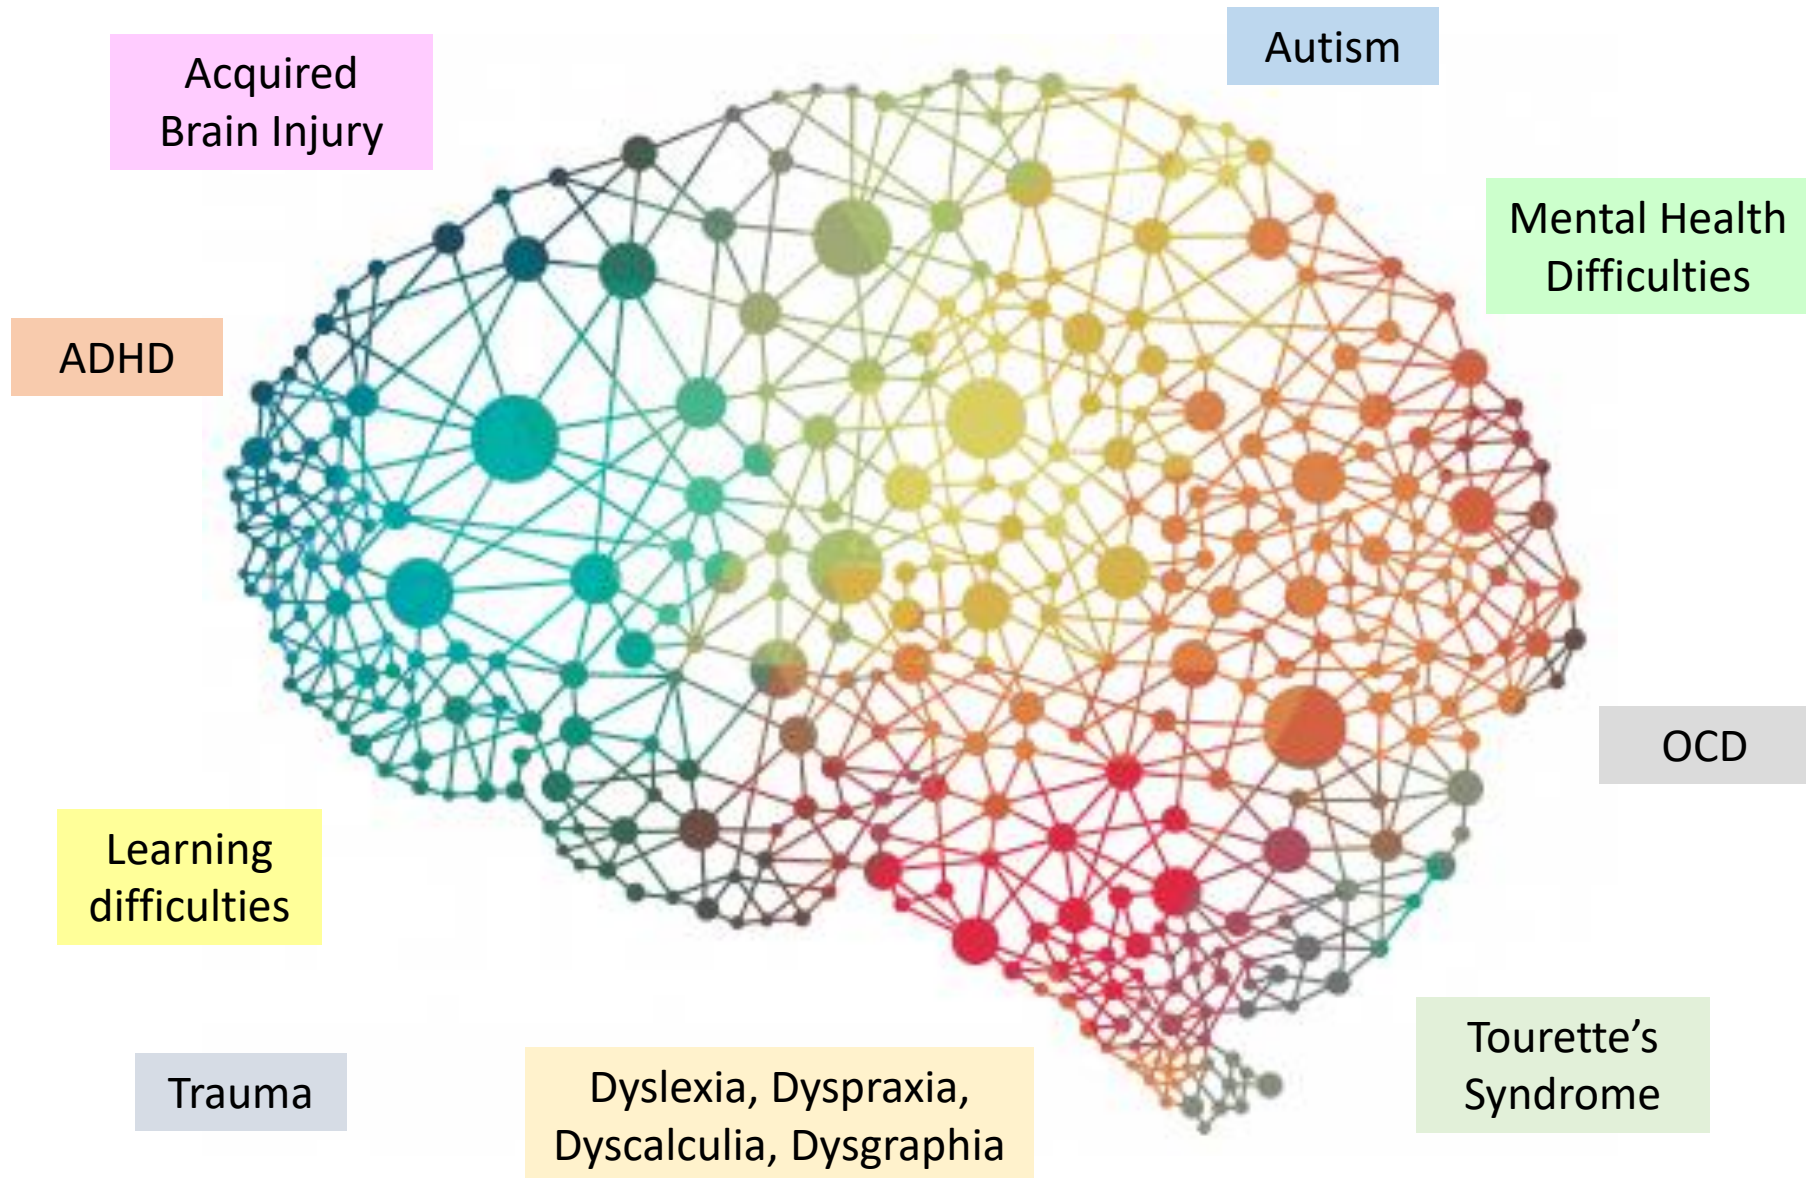 Autism
Acquired
Brain Injury
Mental Health
Difficulties
ADHD
OCD
Learning
difficulties
Tourette’s
Syndrome
Trauma
Dyslexia, Dyspraxia,
Dyscalculia, Dysgraphia